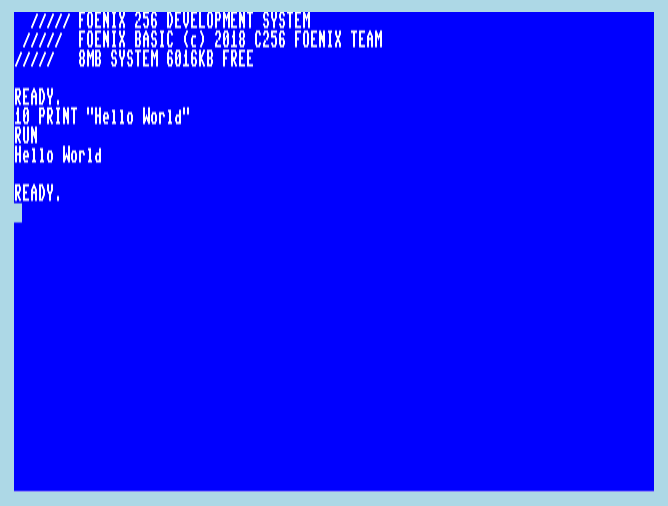 ///// FOENIX 256 DEVELOPMENT SYSTEM
///// FOENIX BASIC (c) 2018 C256 FOENIX TEAM
///// 8MB SYSTEM 6016KB FREE
READY.
10 PRINT "Hello World"
RUN
Hello World
READY.